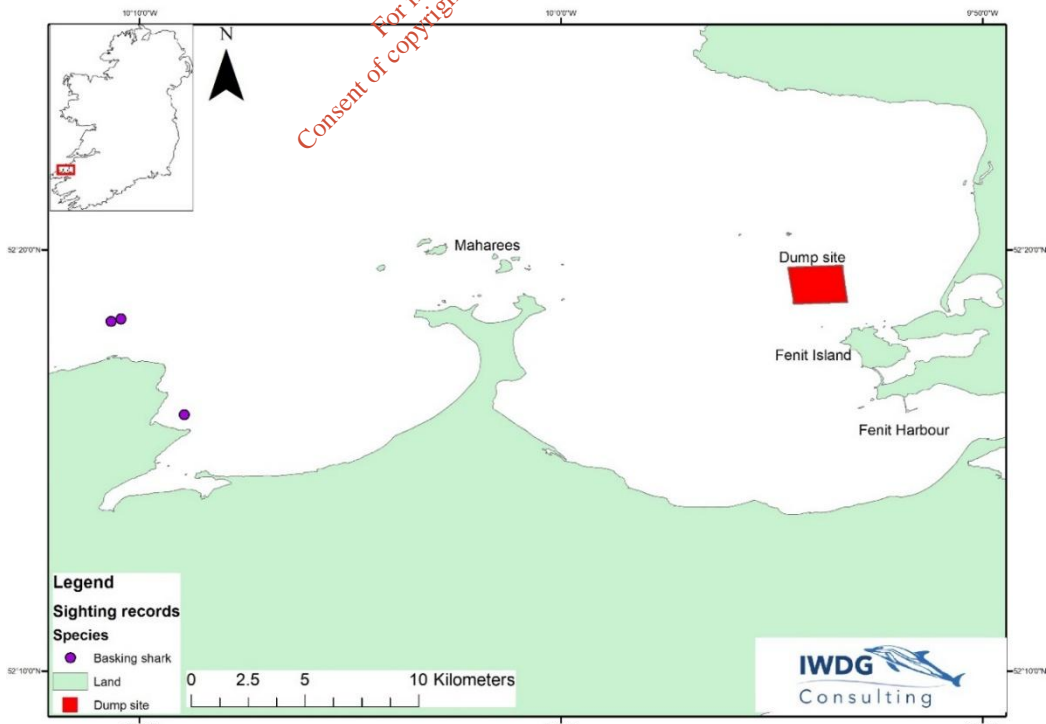 10°10'0"W
10°0'0"W
9°50'0"W
For
Consent of copyright
N
52°20'0"N
52°20'0"N
Maharees
Dump site
Fenit Island
Fenit Harbour
Legend
Sighting records
Species
Basking shark
Land
Dump site
0 2.5 5 10 Kilometers
52°10'0"N
52°10'0"N
IWDG
Consulting